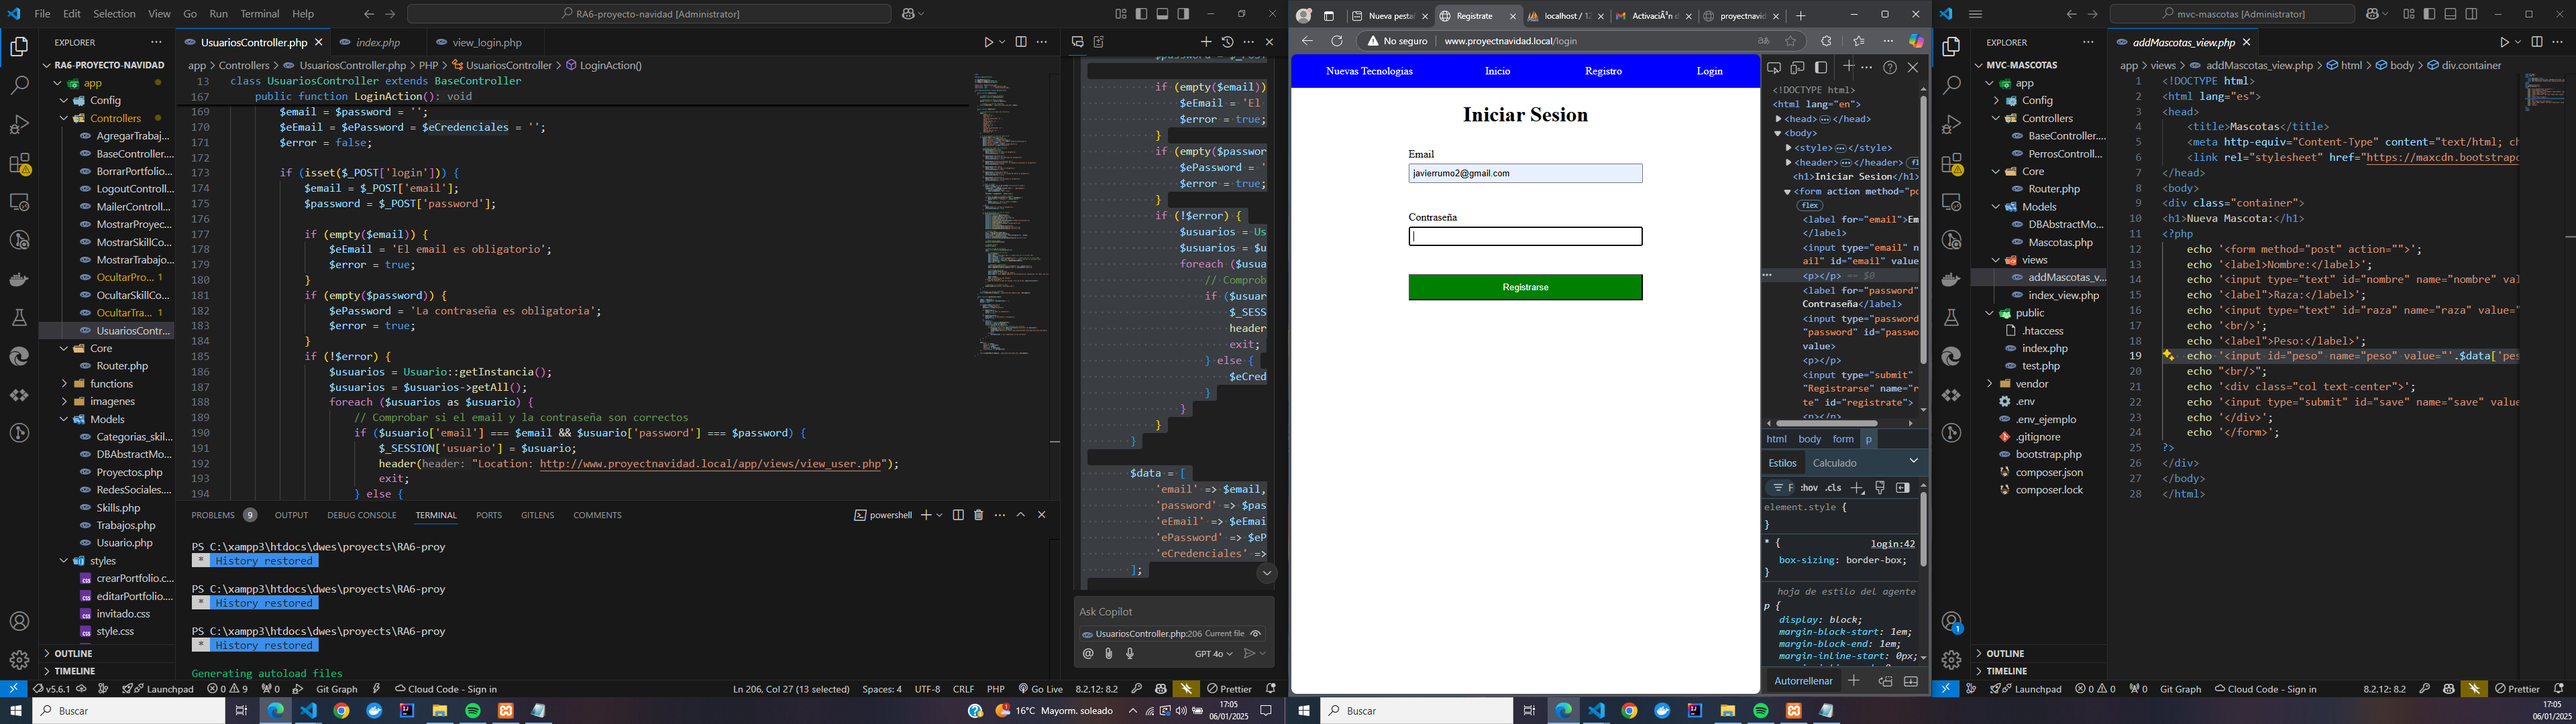 File Edit Selection View Go Run Terminal Help
RA6-proyecto-navidad [Administrator]
EXPLORER
RA6-PROYECTO-NAVIDAD
app
Config
Controllers
AgregarTrabaj...
BaseController...
BorrarPortfolio...
LogoutControll...
MailerControll...
MostrarProyec...
MostrarSkillCo...
MostrarTrabajo...
OcultarPro... 1
OcultarSkillCo...
OcultarTra... 1
UsuariosContr...
Core
Router.php
functions
imagenes
Models
Categorias_skil...
DBAbstractMo...
Proyectos.php
RedesSociales....
Skills.php
Trabajos.php
Usuario.php
styles
crearPortfolio.c...
editarPortfolio....
invitado.css
style.css
OUTLINE
TIMELINE
UsuariosController.php
index.php
view_login.php
app > Controllers > UsuariosController.php > PHP > UsuariosController > LoginAction()
13 class UsuariosController extends BaseController
167 public function LoginAction(): void
169 $email = $password = '';
170 $eEmail = $ePassword = $eCredenciales = '';
171 $error = false;
172
173 if (isset($_POST['login'])) {
174 $email = $_POST['email'];
175 $password = $_POST['password'];
176
177 if (empty($email)) {
178 $eEmail = 'El email es obligatorio';
179 $error = true;
180 }
181 if (empty($password)) {
182 $ePassword = 'La contraseña es obligatoria';
183 $error = true;
184 }
185 if (!$error) {
186 $usuarios = Usuario::getInstancia();
187 $usuarios = $usuarios->getAll();
188 foreach ($usuarios as $usuario) {
189 // Comprobar si el email y la contraseña son correctos
190 if ($usuario['email'] === $email && $usuario['password'] === $password) {
191 $_SESSION['usuario'] = $usuario;
192 header(header: "Location: http://www.proyectnavidad.local/app/views/view_user.php");
193 exit;
194 } else {
PROBLEMS 9 OUTPUT DEBUG CONSOLE TERMINAL PORTS GITLENS COMMENTS
powershell
PS C:\xampp3\htdocs\dwes\proyects\RA6-proy
* History restored
PS C:\xampp3\htdocs\dwes\proyects\RA6-proy
* History restored
PS C:\xampp3\htdocs\dwes\proyects\RA6-proy
* History restored
Generating autoload files
if (empty($email))
$eEmail = 'El
$error = true;
}
if (empty($passwor
$ePassword = '
$error = true;
}
if (!$error) {
$usuarios = Us
$usuarios = $u
foreach ($usua
// Comprob
if ($usuar
$_SESS
header
exit;
} else {
$eCred
}
}
}
}
$data = [
'email' => $email,
'password' => $pas
'eEmail' => $eEmai
'ePassword' => $eP
'eCredenciales' =>
];
Ask Copilot
UsuariosController.php:206 Current file
GPT 4o
v5.6.1 Launchpad 0 9 0 Git Graph Cloud Code - Sign in
Ln 206, Col 27 (13 selected) Spaces: 4 UTF-8 CRLF PHP Go Live 8.2.12: 8.2 Prettier
Buscar
16°C Mayorm. soleado
17:05
06/01/2025
Nueva pesta
Registrate
localhost / 12
ActivaciÃ³n d
proyectnavid
No seguro
www.proyectnavidad.local/login
Nuevas Tecnologias Inicio Registro Login
Iniciar Sesion
Email
javierrumo2@gmail.com
Contraseña
Registrarse
<!DOCTYPE html>
<html lang="en">
<head> </head>
<body>
<style> </style>
<header> </header>
<h1>Iniciar Sesion</h1>
<form action method="po
flex
<label for="email">Em
</label>
<input type="email" n
ail" id="email" value
<p></p> == $0
<label for="password"
Contraseña</label>
<input type="password
"password" id="passwo
value>
<p></p>
<input type="submit"
"Registrarse" name="r
te" id="registrate">
<p></p>
html body form p
Estilos Calculado
:hov .cls
element.style {
}
* { login:42
box-sizing: border-box;
}
hoja de estilo del agente
p {
display: block;
margin-block-start: 1em;
margin-block-end: 1em;
margin-inline-start: 0px;
Autorrellenar
Buscar
mvc-mascotas [Administrator]
EXPLORER
MVC-MASCOTAS
app
Config
Controllers
BaseController...
PerrosControll...
Core
Router.php
Models
DBAbstractMo...
Mascotas.php
views
addMascotas_v...
index_view.php
public
.htaccess
index.php
test.php
vendor
.env
.env_ejemplo
.gitignore
bootstrap.php
composer.json
composer.lock
OUTLINE
TIMELINE
addMascotas_view.php
app > views > addMascotas_view.php > html > body > div.container
1 <!DOCTYPE html>
2 <html lang="es">
3 <head>
4 <title>Mascotas</title>
5 <meta http-equiv="Content-Type" content="text/html; ch
6 <link rel="stylesheet" href="https://maxcdn.bootstrapc
7 </head>
8 <body>
9 <div class="container">
10 <h1>Nueva Mascota:</h1>
11 <?php
12 echo '<form method="post" action="">';
13 echo '<label>Nombre:</label>';
14 echo '<input type="text" id="nombre" name="nombre" val
15 echo '<label">Raza:</label>';
16 echo '<input type="text" id="raza" name="raza" value="
17 echo '<br/>';
18 echo '<label">Peso:</label>';
19 echo '<input id="peso" name="peso" value="'.$data['pes
20 echo "<br/>";
21 echo '<div class="col text-center">';
22 echo '<input type="submit" id="save" name="save" value
23 echo '</div>';
24 echo '</form>';
25 ?>
26 </div>
27 </body>
28 </html>
Launchpad 0 0 0 Git Graph Cloud Code - Sign in
8.2.12: 8.2 Prettier
17:05
06/01/2025